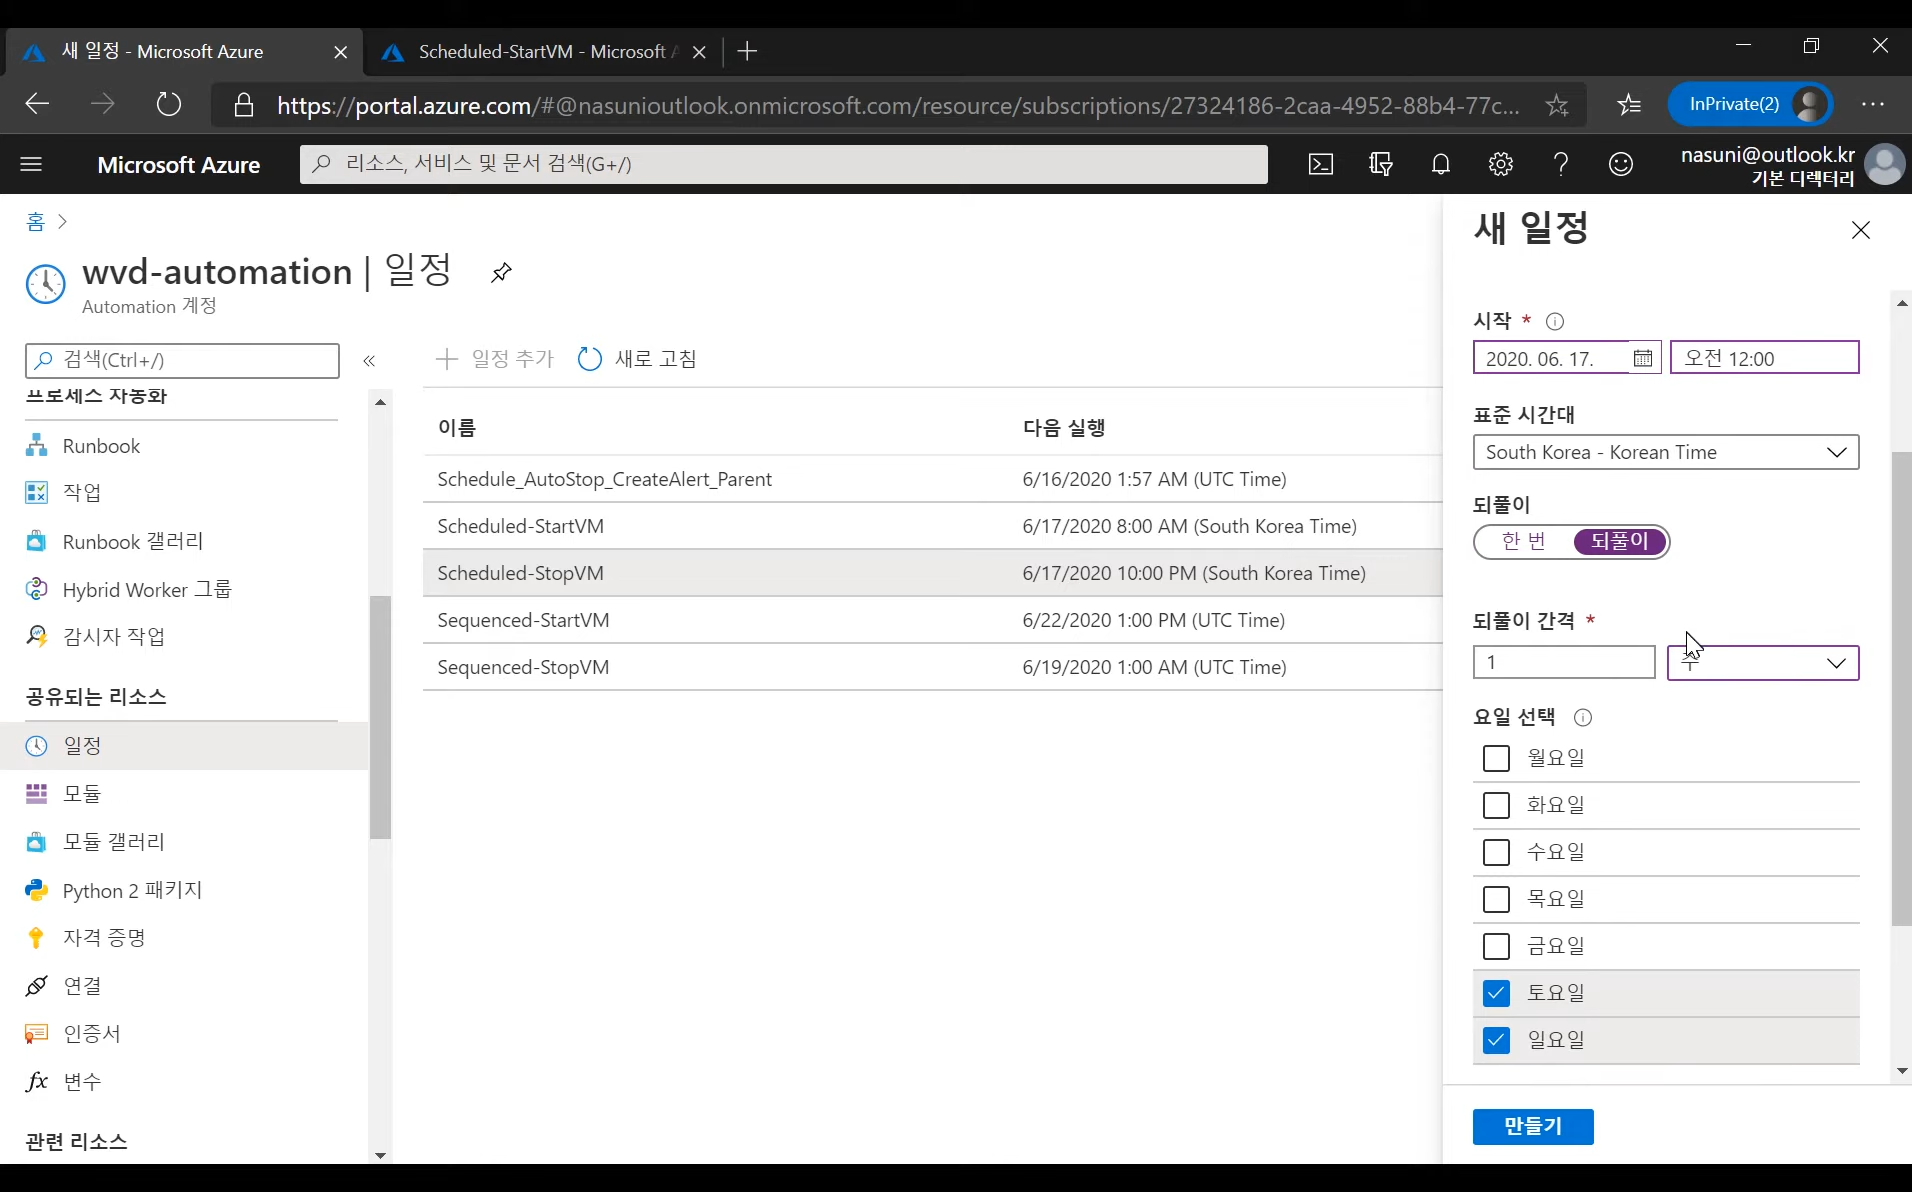 새 일정 - Microsoft Azure
Scheduled-StartVM - Microsoft
https://portal.azure.com/#@nasunioutlook.onmicrosoft.com/resource/subscriptions/27324186-2caa-4952-88b4-77c...
InPrivate(2)
Microsoft Azure
리소스, 서비스 및 문서 검색(G+/)
nasuni@outlook.kr
기본 디렉터리
홈 >
wvd-automation | 일정
Automation 계정
검색(Ctrl+/)
«
프로세스 자동화
Runbook
작업
Runbook 갤러리
Hybrid Worker 그룹
감시자 작업
공유되는 리소스
일정
모듈
모듈 갤러리
Python 2 패키지
자격 증명
연결
인증서
변수
관련 리소스
일정 추가
새로 고침
이름 다음 실행
Schedule_AutoStop_CreateAlert_Parent 6/16/2020 1:57 AM (UTC Time)
Scheduled-StartVM 6/17/2020 8:00 AM (South Korea Time)
Scheduled-StopVM 6/17/2020 10:00 PM (South Korea Time)
Sequenced-StartVM 6/22/2020 1:00 PM (UTC Time)
Sequenced-StopVM 6/19/2020 1:00 AM (UTC Time)
새 일정
시작 *
2020. 06. 17. 오전 12:00
표준 시간대
South Korea - Korean Time
되풀이
한 번 되풀이
되풀이 간격 *
1 주
요일 선택
월요일
화요일
수요일
목요일
금요일
토요일
일요일
만들기